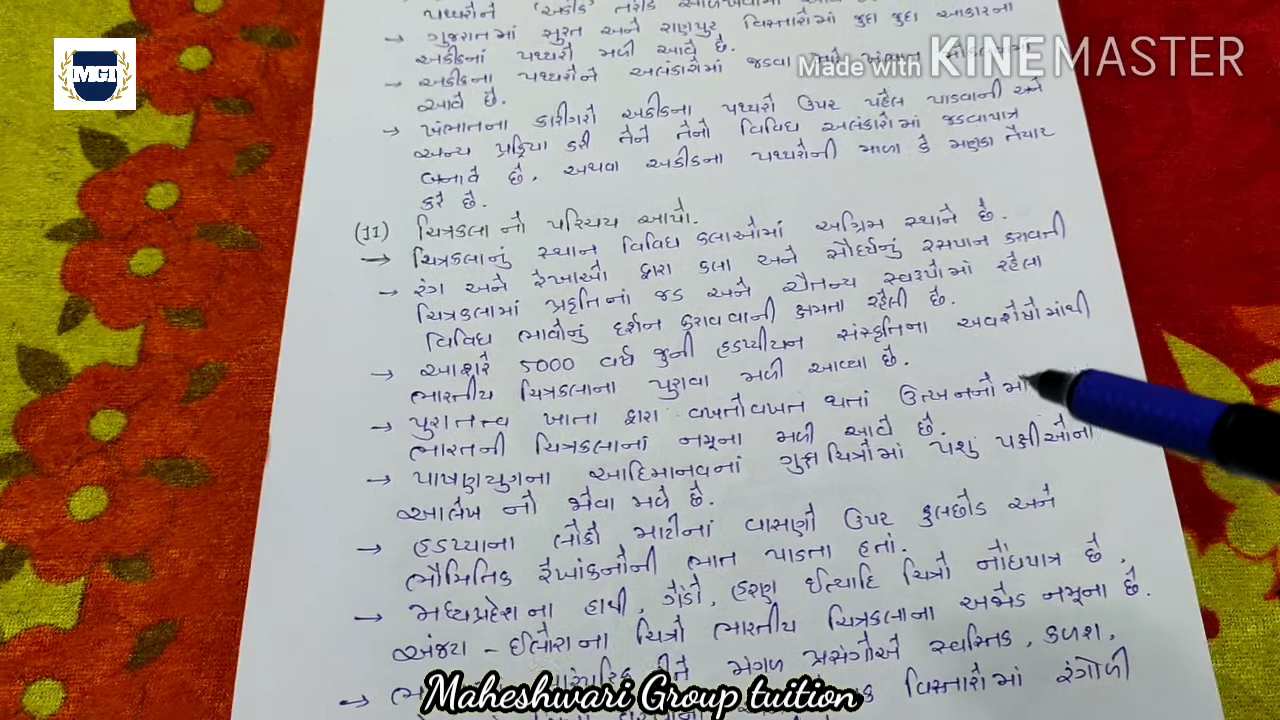 પથ્થરોને 'અકીક' તરીકે
→ ગુજરાતમાં સુરત અને રાણપુર વિસ્તારોમાં જુદા જુદા આકારના
અકીકનાં પથ્થરો મળી આવે છે.
→ અકીકના પથ્થરોને અલંકારોમાં જડવા
આવે છે.
→ ખંભાતના કારીગરો અકીકના પથ્થરો ઉપર પહેલ પાડવાની અને
અન્ય પ્રક્રિયા કરી તેને તેનો વિવિધ અલંકારોમાં જડવાપાત્ર
બનાવે છે. અથવા અકીકના પથ્થરોની માળા કે મણકા તૈયાર
કરે છે.
(11) ચિત્રકલા નો પરિચય આપો.
→ ચિત્રકલાનું સ્થાન વિવિધ કલાઓમાં અગ્રિમ સ્થાને છે.
→ રંગ અને રેખાઓ દ્વારા કલા અને સૌંદર્યનું રસપાન કરાવતી
ચિત્રકલામાં પ્રકૃતિનાં જડ અને ચૈતન્ય સ્વરૂપોમાં રહેલા
વિવિધ ભાવોનું દર્શન કરાવવાની ક્ષમતા રહેલી છે.
→ આશરે 5000 વર્ષ જુની હડપ્પીયન સંસ્કૃતિના અવશેષોમાંથી
ભારતીય ચિત્રકલાના પુરાવા મળી આવ્યા છે.
→ પુરાતત્ત્વ ખાતા દ્વારા વખતોવખત થતાં ઉત્ખનનોમાં
ભારતની ચિત્રકલાનાં નમૂના મળી આવે છે.
→ પાષણયુગના આદિમાનવનાં ગુફાચિત્રોમાં પશું પક્ષીઓના
આલેખ નો જોવા મળે છે.
→ હડપ્પાના લોકો માટીનાં વાસણો ઉપર ફુલછોડ અને
ભૌમિતિક રેખાંકનોની ભાત પાડતા હતાં.
→ મધ્યપ્રદેશના હાથી, ગેંડો, હરણ ઈત્યાદિ ચિત્રો નોંધપાત્ર છે,
અંજટા - ઈલોરાના ચિત્રો ભારતીય ચિત્રકલાના અજોડ નમૂના છે.
→ મંગળ પ્રસંગોએ સ્વસ્તિક, કળશ,
વિસ્તારોમાં રંગોળી
MGI
Made with KINEMASTER
Maheshwari Group tuition